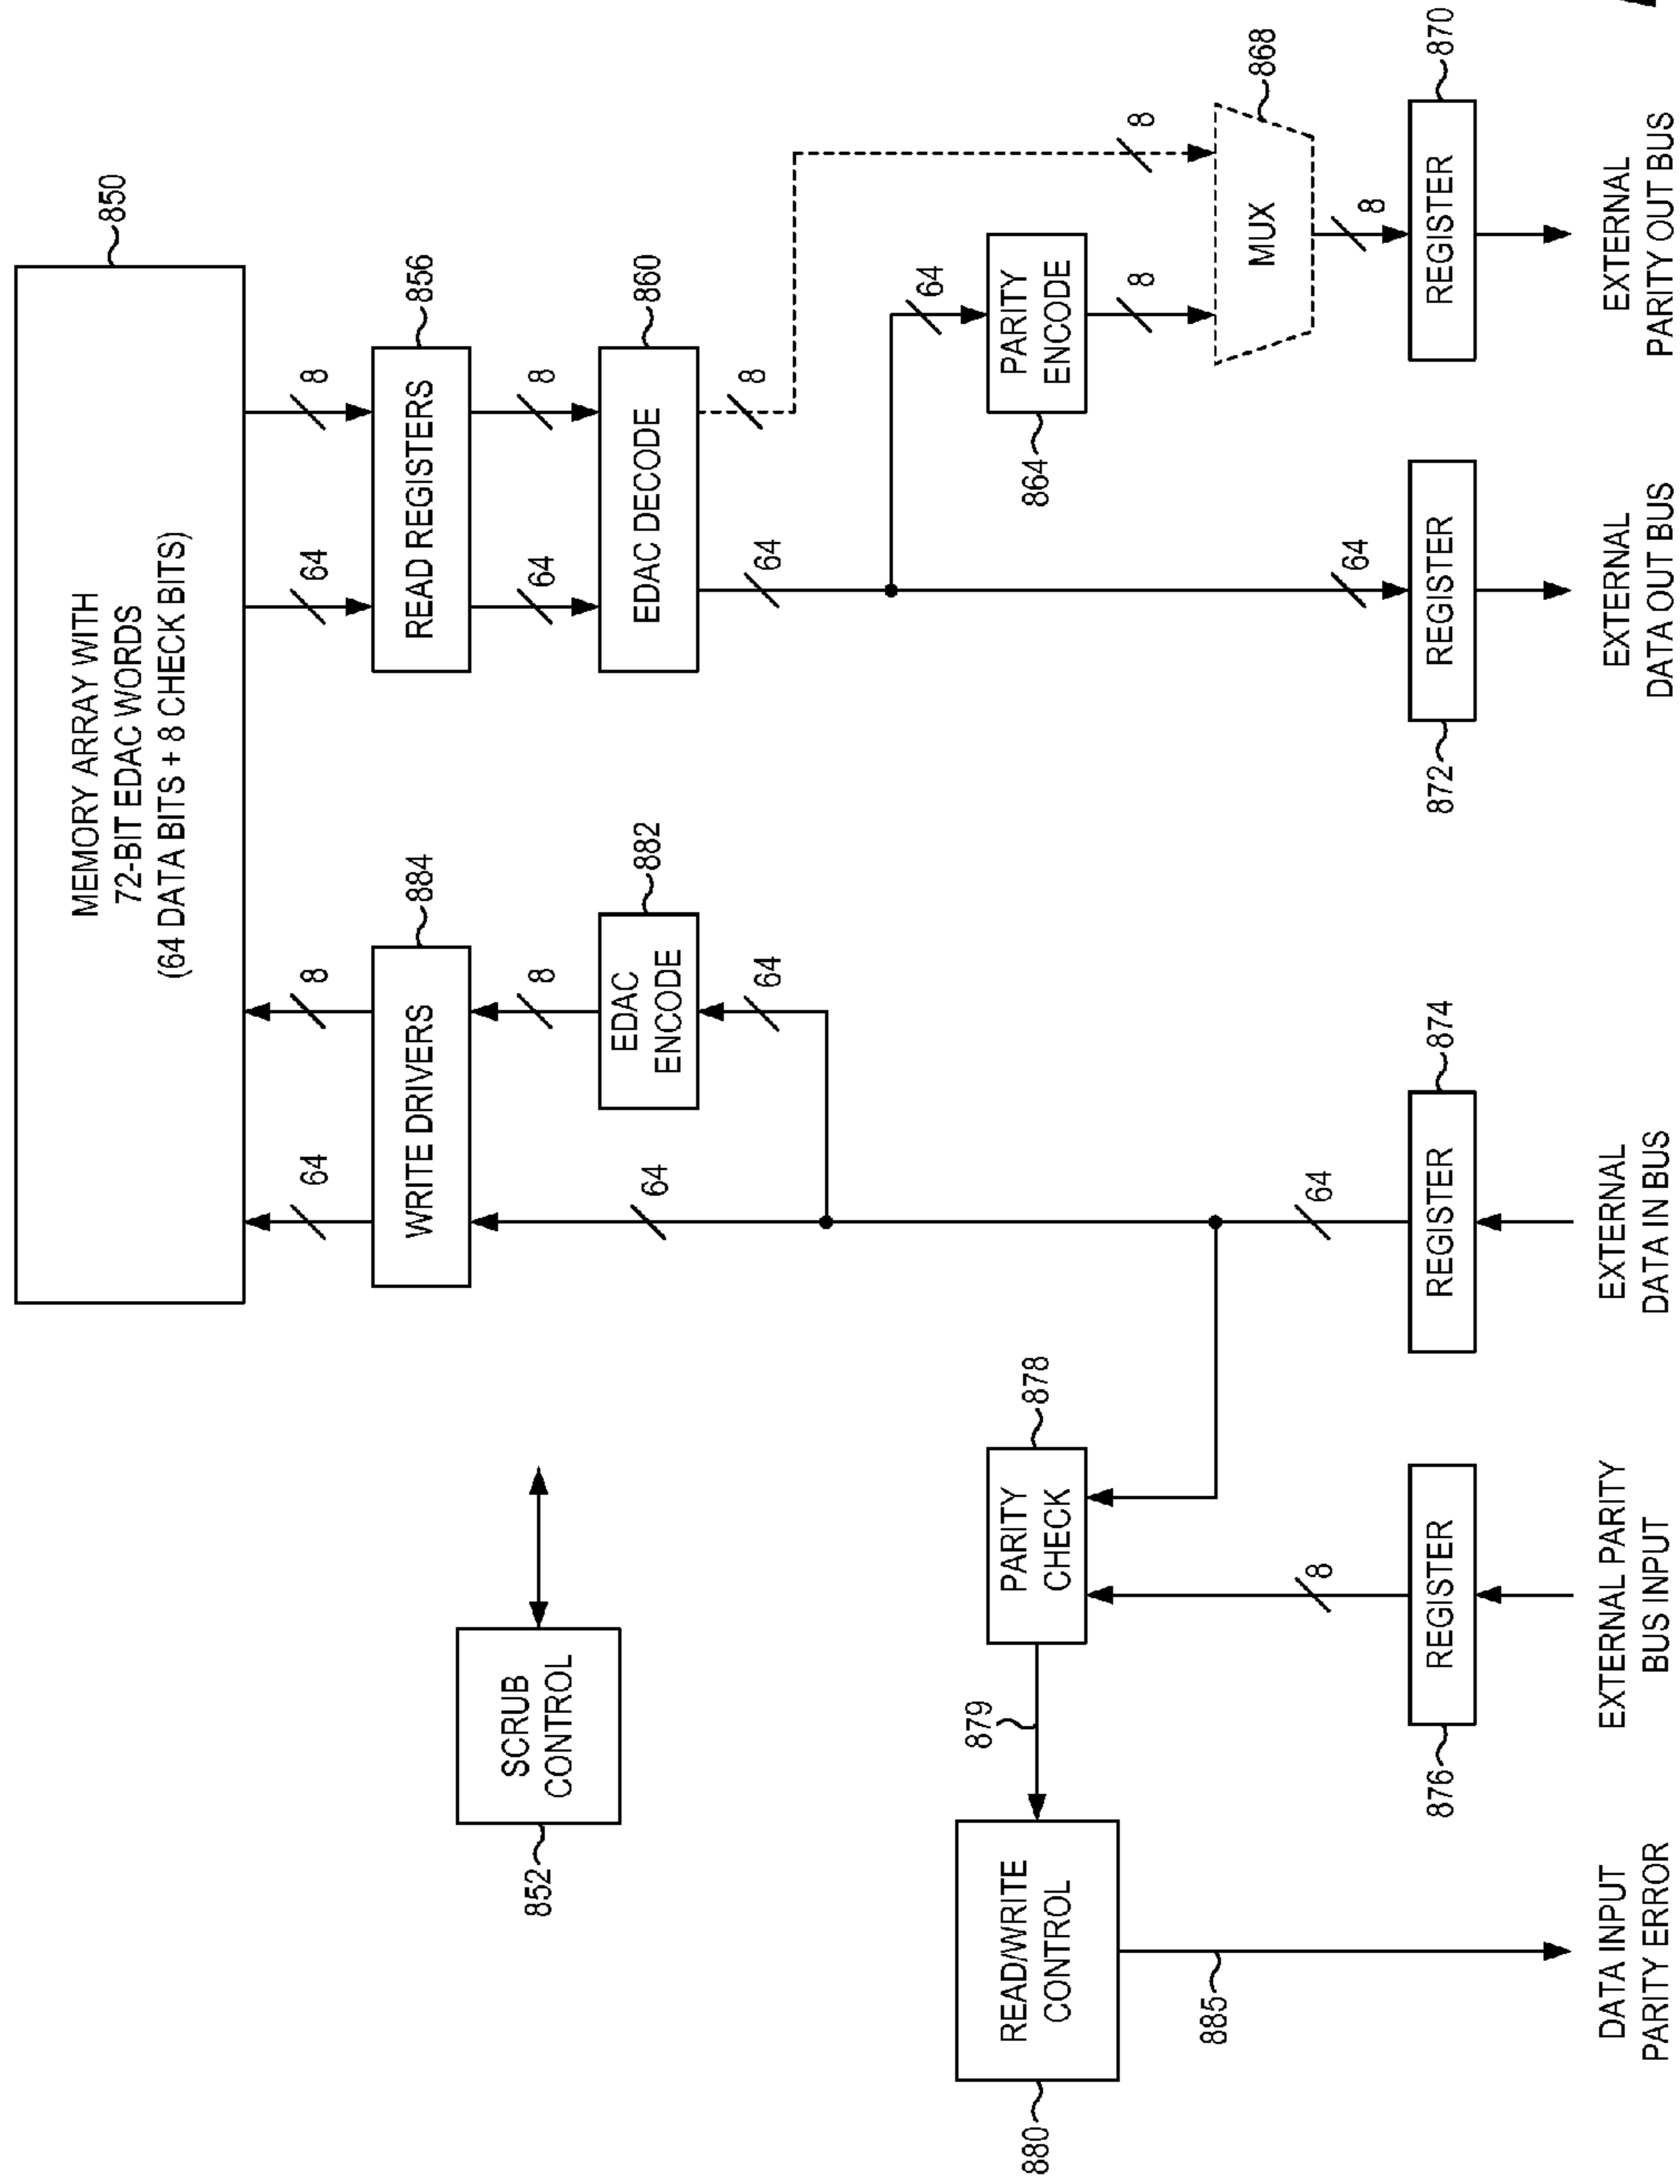 MEMORY ARRAY WITH
72-BIT EDAC WORDS
(64 DATA BITS + 8 CHECK BITS)
850
64
8
64
8
WRITE DRIVERS
884
READ REGISTERS
856
64
8
64
8
SCRUB
CONTROL
852
EDAC
ENCODE
882
EDAC DECODE
860
64
64
8
64
879
PARITY
CHECK
878
PARITY
ENCODE
864
READ/WRITE
CONTROL
880
8
8
MUX
868
885
8
64
64
8
REGISTER
876
REGISTER
874
REGISTER
872
REGISTER
870
DATA INPUT
PARITY ERROR
EXTERNAL PARITY
BUS INPUT
EXTERNAL
DATA IN BUS
EXTERNAL
DATA OUT BUS
EXTERNAL
PARITY OUT BUS